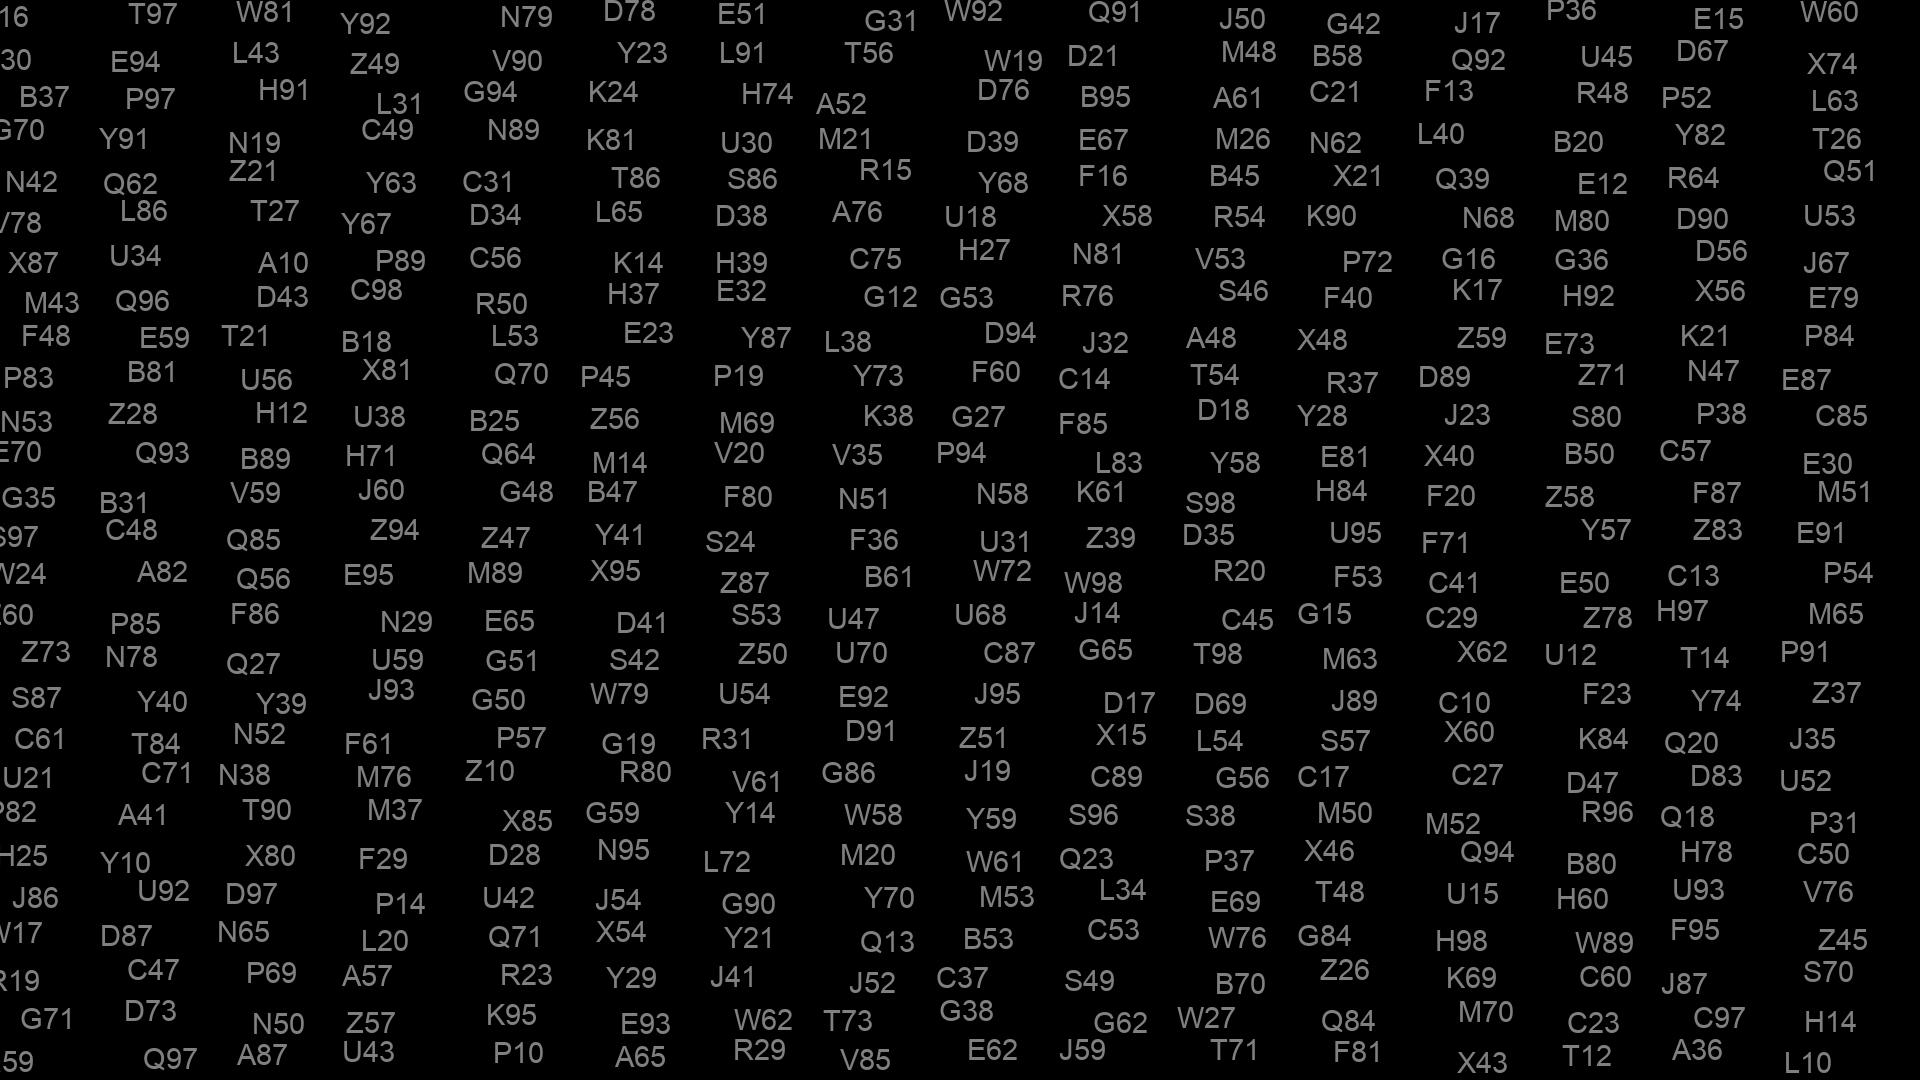 16 T97 W81 Y92 N79 D78 E51 G31 W92 Q91 J50 G42 J17 P36 E15 W60
30 E94 L43 Z49 V90 Y23 L91 T56 W19 D21 M48 B58 Q92 U45 D67 X74
B37 P97 H91 L31 G94 K24 H74 A52 D76 B95 A61 C21 F13 R48 P52 L63
G70 Y91 N19 C49 N89 K81 U30 M21 D39 E67 M26 N62 L40 B20 Y82 T26
N42 Q62 Z21 Y63 C31 T86 S86 R15 Y68 F16 B45 X21 Q39 E12 R64 Q51
V78 L86 T27 Y67 D34 L65 D38 A76 U18 X58 R54 K90 N68 M80 D90 U53
X87 U34 A10 P89 C56 K14 H39 C75 H27 N81 V53 P72 G16 G36 D56 J67
M43 Q96 D43 C98 R50 H37 E32 G12 G53 R76 S46 F40 K17 H92 X56 E79
F48 E59 T21 B18 L53 E23 Y87 L38 D94 J32 A48 X48 Z59 E73 K21 P84
P83 B81 U56 X81 Q70 P45 P19 Y73 F60 C14 T54 R37 D89 Z71 N47 E87
N53 Z28 H12 U38 B25 Z56 M69 K38 G27 F85 D18 Y28 J23 S80 P38 C85
E70 Q93 B89 H71 Q64 M14 V20 V35 P94 L83 Y58 E81 X40 B50 C57 E30
G35 B31 V59 J60 G48 B47 F80 N51 N58 K61 S98 H84 F20 Z58 F87 M51
S97 C48 Q85 Z94 Z47 Y41 S24 F36 U31 Z39 D35 U95 F71 Y57 Z83 E91
W24 A82 Q56 E95 M89 X95 Z87 B61 W72 W98 R20 F53 C41 E50 C13 P54
60 P85 F86 N29 E65 D41 S53 U47 U68 J14 C45 G15 C29 Z78 H97 M65
Z73 N78 Q27 U59 G51 S42 Z50 U70 C87 G65 T98 M63 X62 U12 T14 P91
S87 Y40 Y39 J93 G50 W79 U54 E92 J95 D17 D69 J89 C10 F23 Y74 Z37
C61 T84 N52 F61 P57 G19 R31 D91 Z51 X15 L54 S57 X60 K84 Q20 J35
U21 C71 N38 M76 Z10 R80 V61 G86 J19 C89 G56 C17 C27 D47 D83 U52
P82 A41 T90 M37 X85 G59 Y14 W58 Y59 S96 S38 M50 M52 R96 Q18 P31
H25 Y10 X80 F29 D28 N95 L72 M20 W61 Q23 P37 X46 Q94 B80 H78 C50
J86 U92 D97 P14 U42 J54 G90 Y70 M53 L34 E69 T48 U15 H60 U93 V76
W17 D87 N65 L20 Q71 X54 Y21 Q13 B53 C53 W76 G84 H98 W89 F95 Z45
R19 C47 P69 A57 R23 Y29 J41 J52 C37 S49 B70 Z26 K69 C60 J87 S70
G71 D73 N50 Z57 K95 E93 W62 T73 G38 G62 W27 Q84 M70 C23 C97 H14
59 Q97 A87 U43 P10 A65 R29 V85 E62 J59 T71 F81 X43 T12 A36 L10